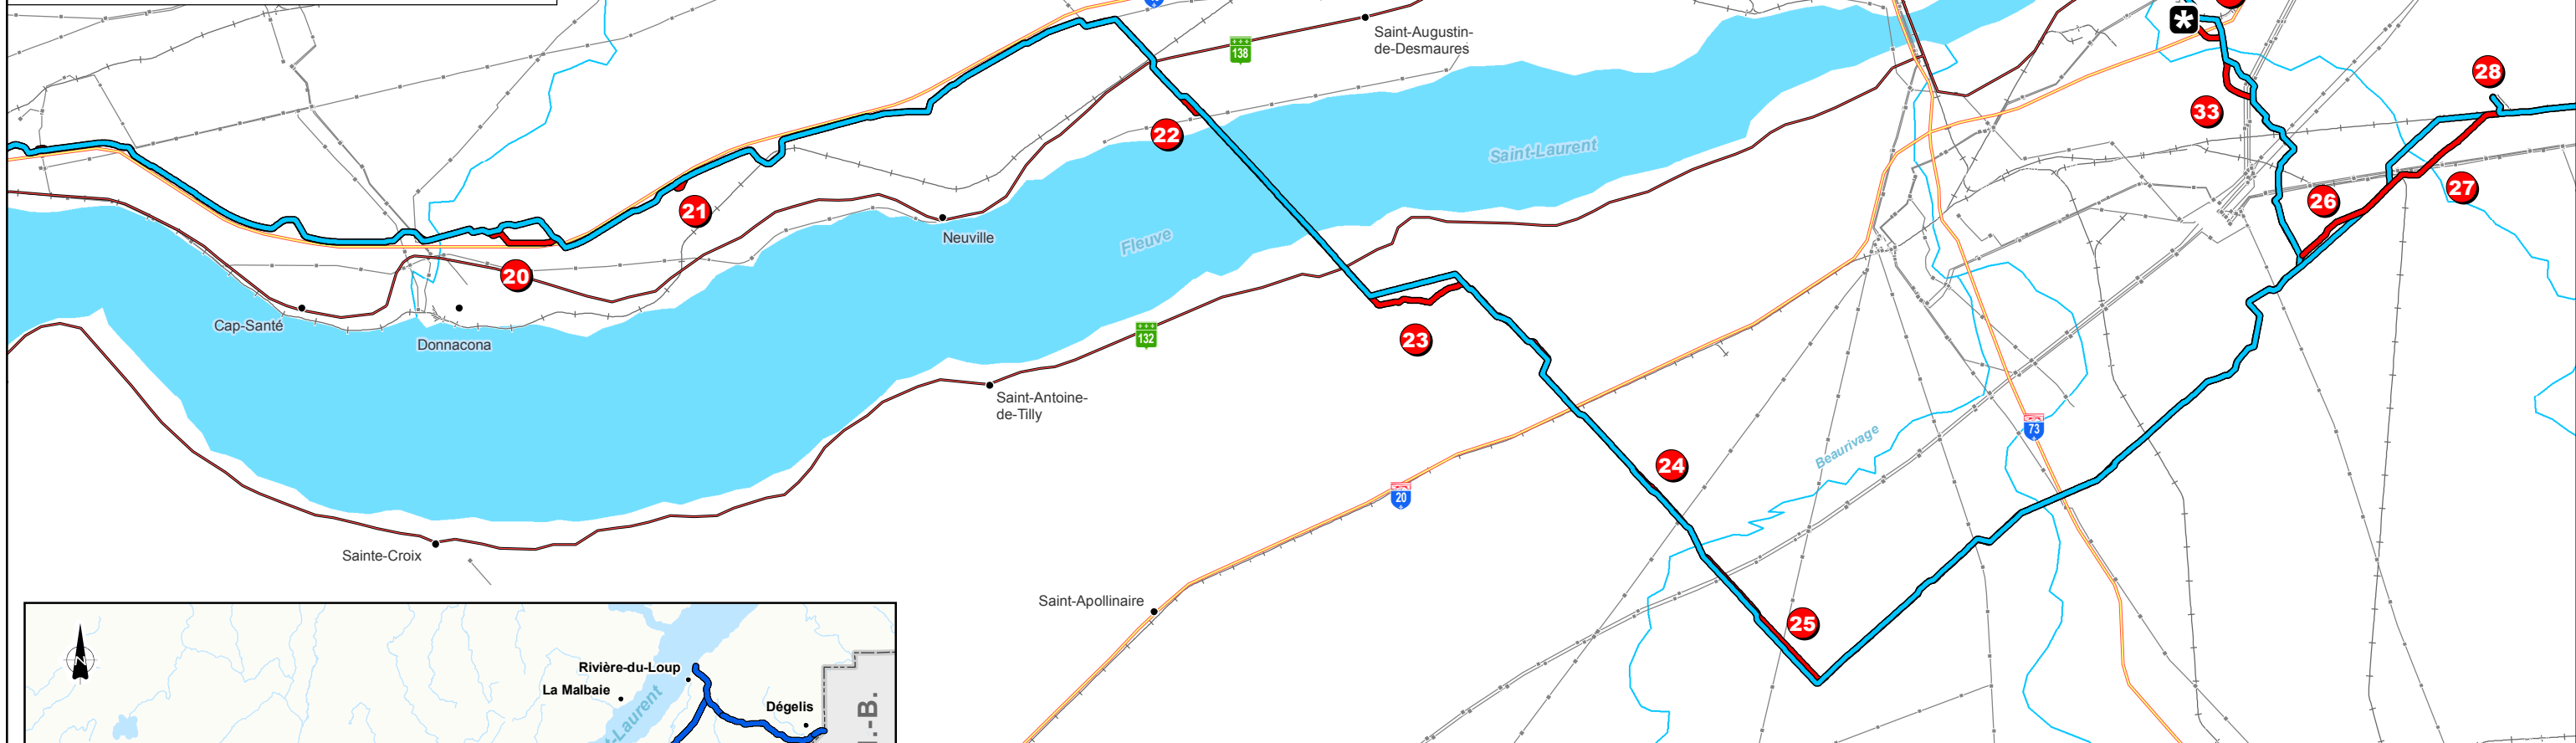 Saint-Augustin-
de-Desmaures
138
*
28
33
22
Saint-Laurent
27
26
21
Neuville
Fleuve
20
Cap-Santé
Donnacona
132
23
Saint-Antoine-
de-Tilly
73
Beaurivage
24
20
Sainte-Croix
Saint-Apollinaire
25
N
Rivière-du-Loup
La Malbaie
Dégelis
-Laurent
.-B.